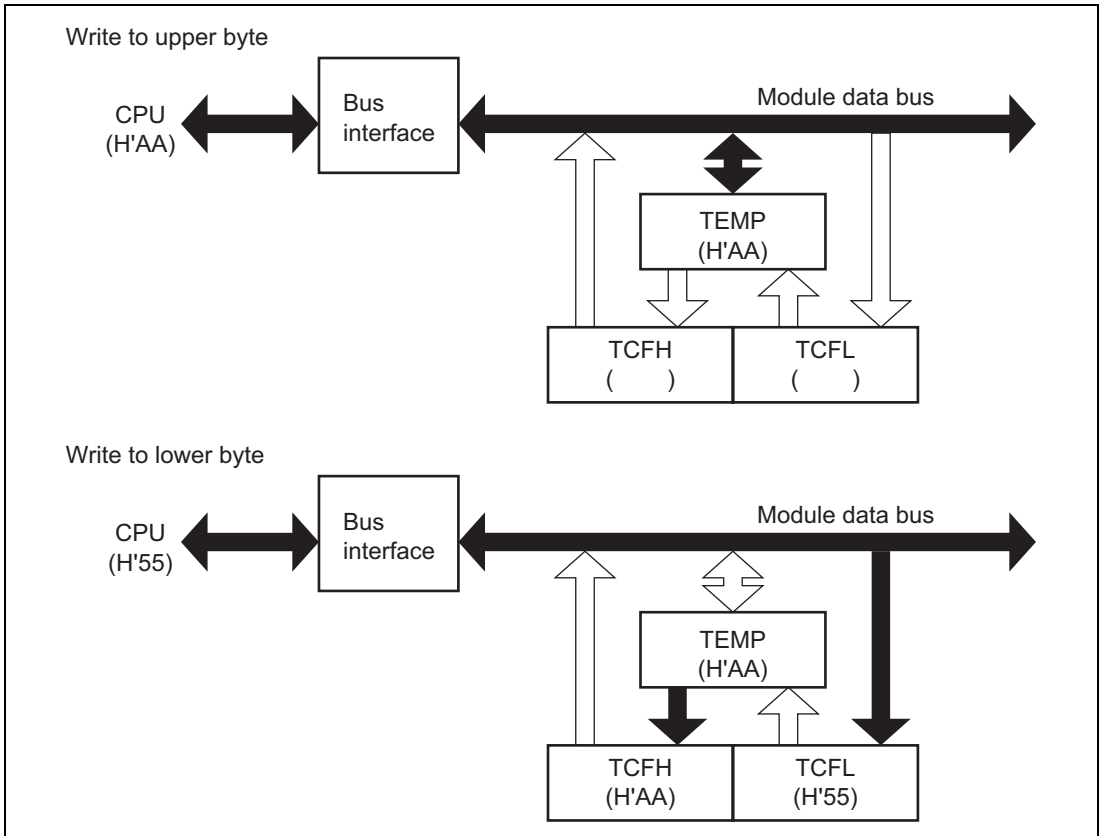 Write to upper byte
CPU
(H'AA)
Bus
interface
Module data bus
TEMP
(H'AA)
TCFH
( )
TCFL
( )
Write to lower byte
CPU
(H'55)
Bus
interface
Module data bus
TEMP
(H'AA)
TCFH
(H'AA)
TCFL
(H'55)